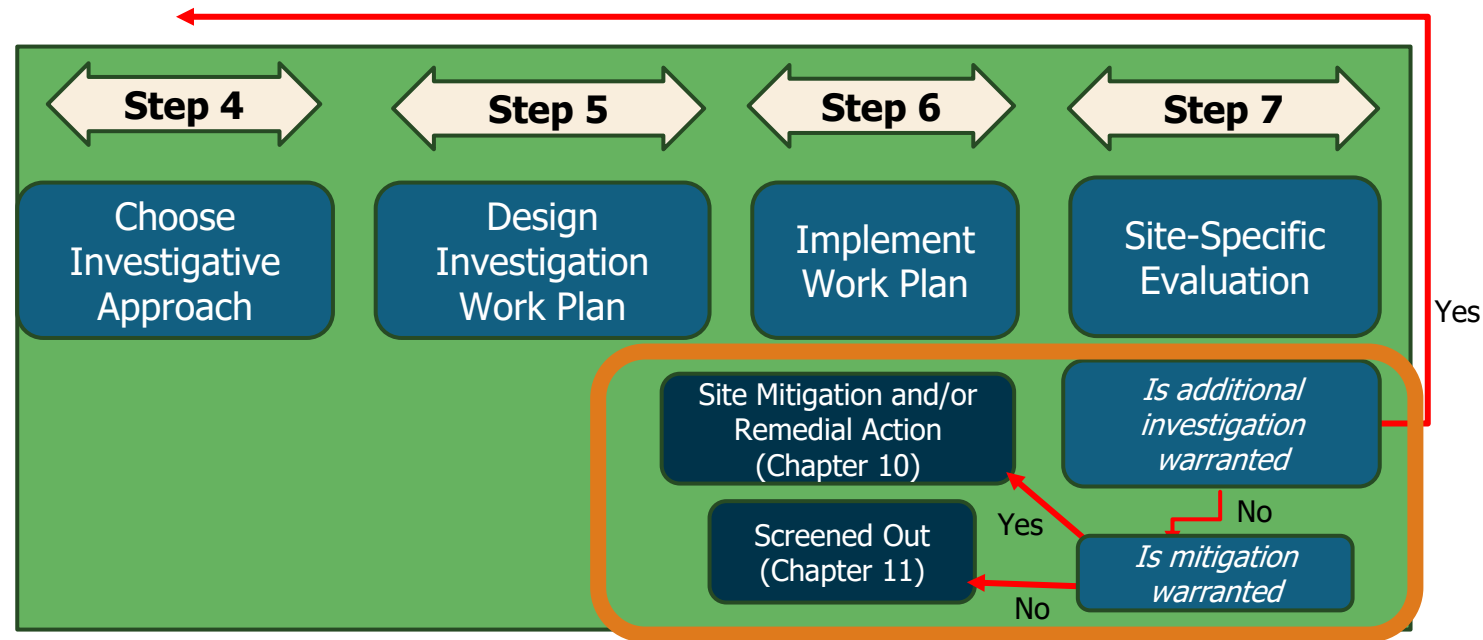 Step 4
Step 5
Step 6
Step 7
Choose
Investigative
Approach
Design
Investigation
Work Plan
Implement
Work Plan
Site-Specific
Evaluation
Yes
Site Mitigation and/or
Remedial Action
(Chapter 10)
Is additional
investigation
warranted
No
Yes
Screened Out
(Chapter 11)
Is mitigation
warranted
No